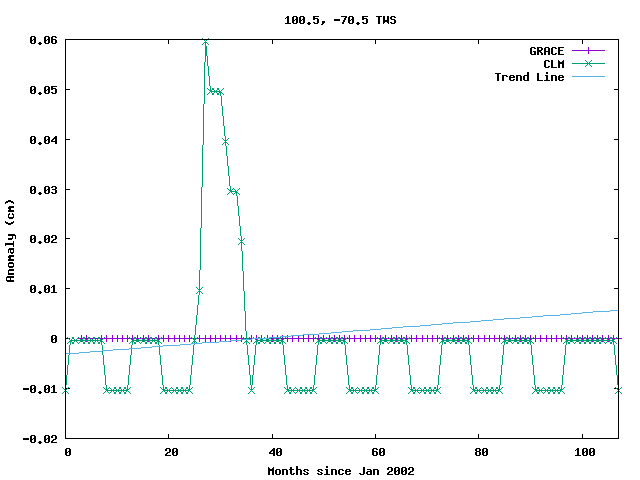 100.5, -70.5 TWS
GRACE
CLM
Trend Line
0.06
0.05
0.04
0.03
0.02
0.01
0
-0.01
-0.02
Anomaly (cm)
0 20 40 60 80 100
Months since Jan 2002